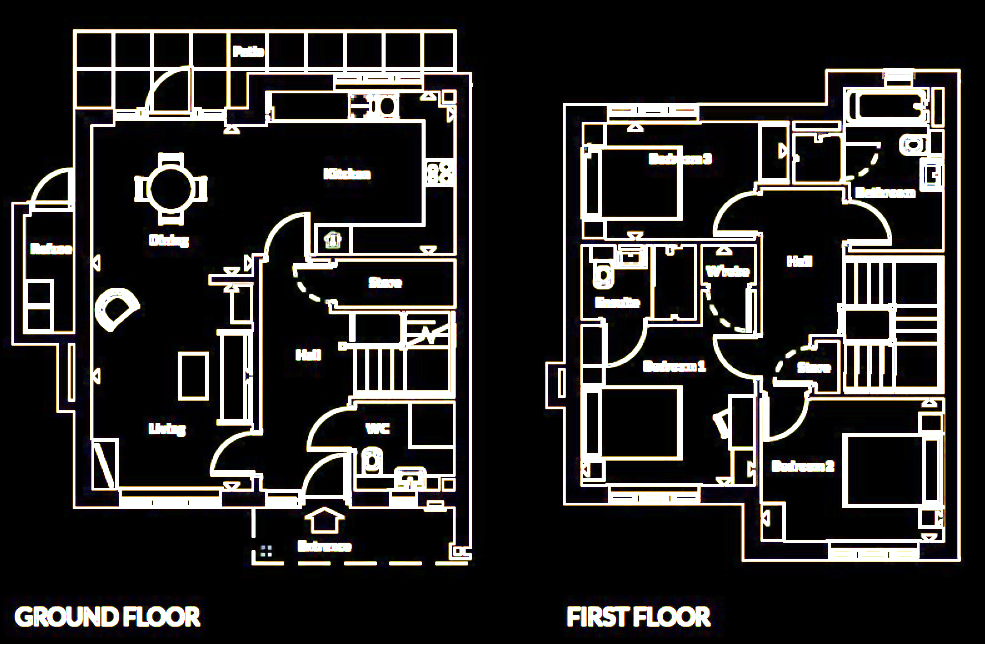 Patio
Kitchen
Dining
Refuse
Store
Hall
Living
WC
Entrance
GROUND FLOOR
Bedroom 3
Bathroom
Hall
W'robe
Ensuite
Bedroom 1
Store
Bedroom 2
FIRST FLOOR